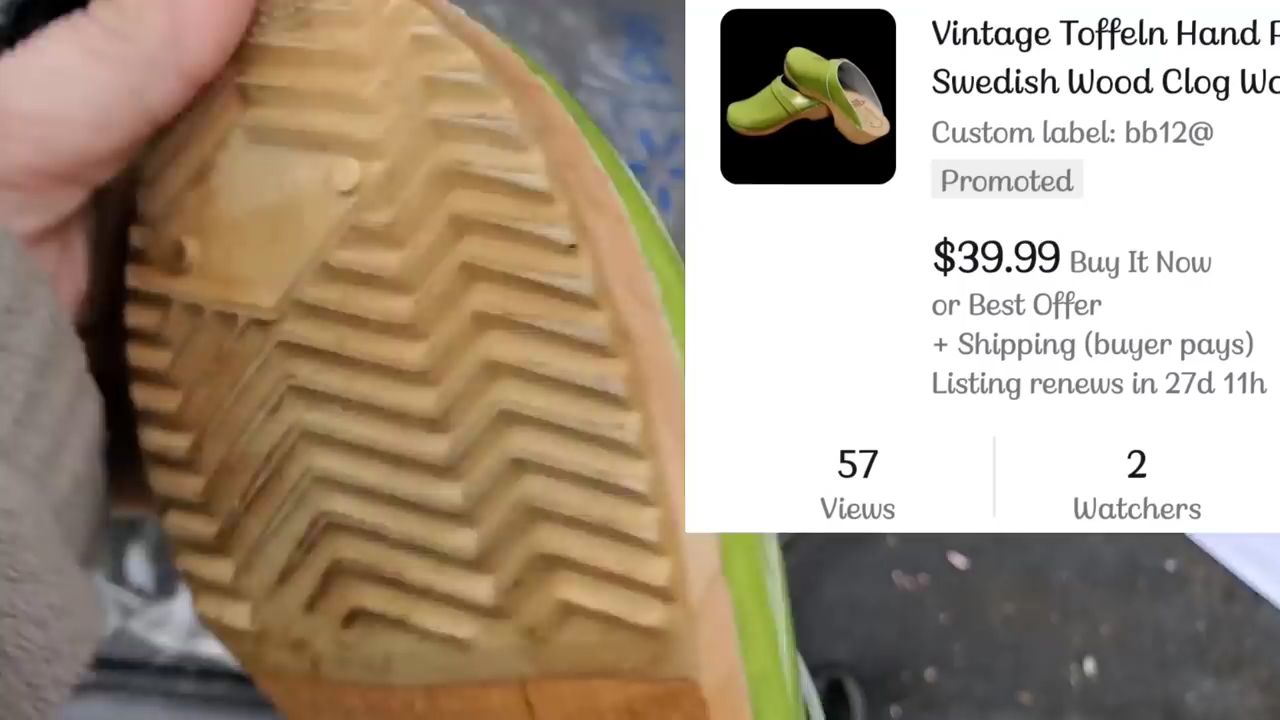 Vintage Toffeln Hand
Swedish Wood Clog
Custom label: bb12@
Promoted
$39.99 Buy It Now
or Best Offer
+ Shipping (buyer pays)
Listing renews in 27d 11h
57
Views
2
Watchers